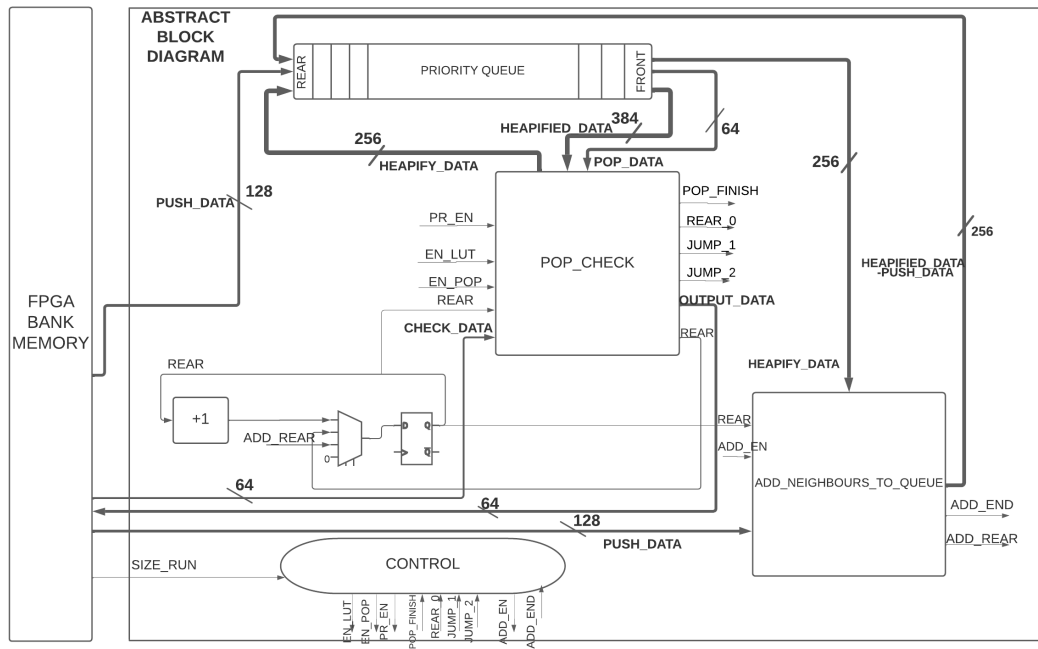 ABSTRACT
BLOCK
DIAGRAM
REAR
PRIORITY QUEUE
FRONT
HEAPIFIED_DATA
384
64
256
HEAPIFY_DATA
POP_DATA
PUSH_DATA
128
256
256
HEAPIFIED_DATA
-PUSH_DATA
PR_EN
EN_LUT
EN_POP
REAR
CHECK_DATA
POP_CHECK
POP_FINISH
REAR_0
JUMP_1
JUMP_2
OUTPUT_DATA
REAR
FPGA
BANK
MEMORY
REAR
+1
ADD_REAR
0
D
Q
Q
HEAPIFY_DATA
REAR
ADD_EN
ADD_NEIGHBOURS_TO_QUEUE
ADD_END
ADD_REAR
64
64
128
PUSH_DATA
SIZE_RUN
CONTROL
EN_LUT
EN_POP
PR_EN
POP_FINISH
REAR_0
JUMP_1
JUMP_2
ADD_EN
ADD_END